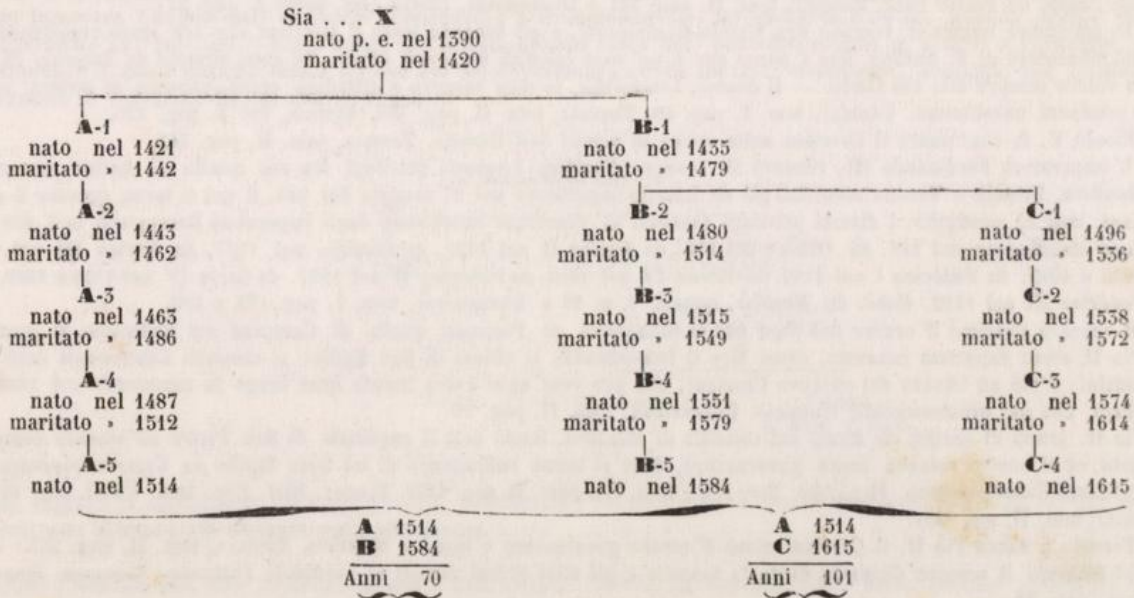 Sia . . . X
nato p. e. nel 1390
maritato nel 1420
A-1
nato nel 1421
maritato » 1442
A-2
nato nel 1443
maritato » 1462
A-3
nato nel 1463
maritato » 1486
A-4
nato nel 1487
maritato » 1512
A-5
nato nel 1514
B-1
nato nel 1435
maritato » 1479
B-2
nato nel 1480
maritato » 1514
B-3
nato nel 1515
maritato » 1549
B-4
nato nel 1551
maritato » 1579
B-5
nato nel 1584
C-1
nato nel 1496
maritato » 1536
C-2
nato nel 1538
maritato » 1572
C-3
nato nel 1574
maritato » 1614
C-4
nato nel 1615
A 1514
B 1584
Anni 70
A 1514
C 1615
Anni 101